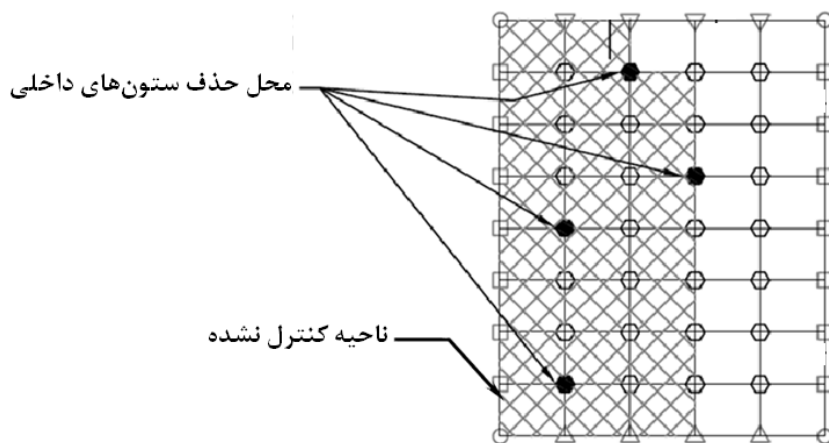 محل حذف ستون‌های داخلی
ناحیه کنترل نشده